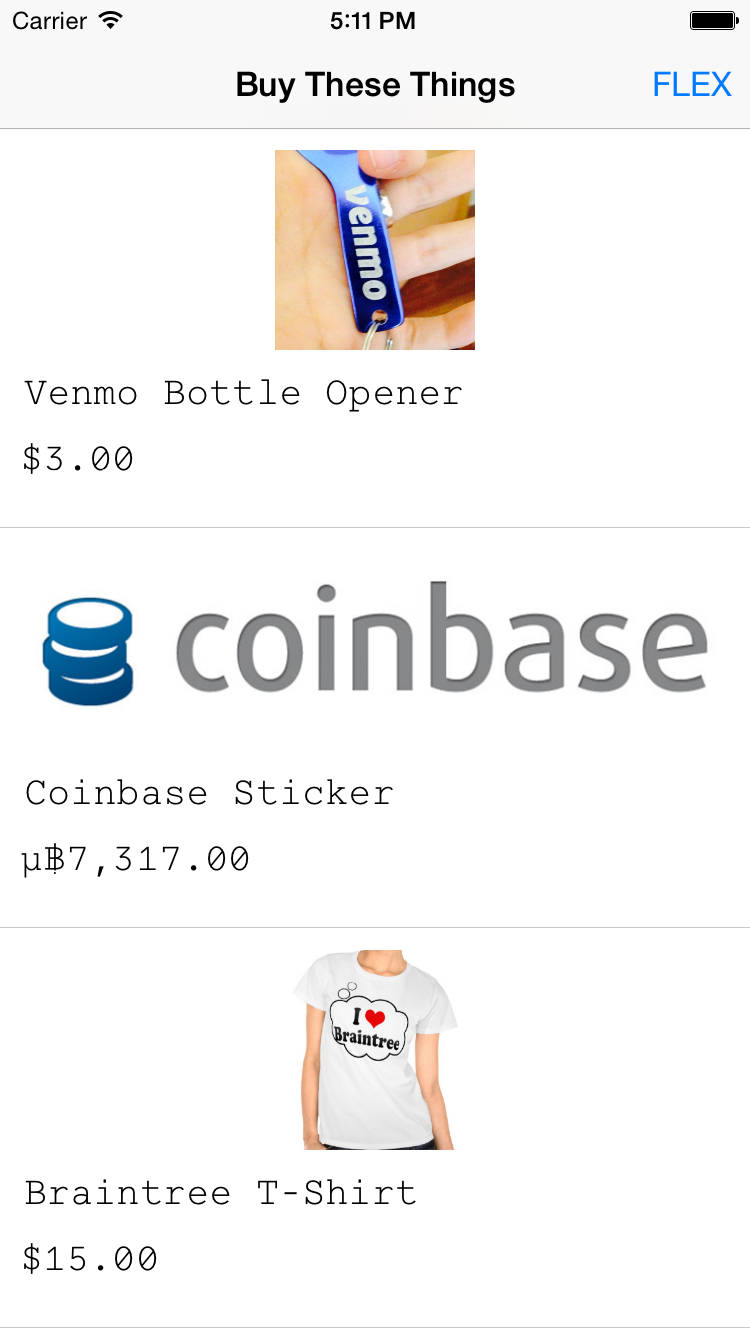 Carrier 5:11 PM
Buy These Things FLEX
venmo
Venmo Bottle Opener
$3.00
coinbase
Coinbase Sticker
µ฿7,317.00
I ❤
Braintree
Braintree T-Shirt
$15.00